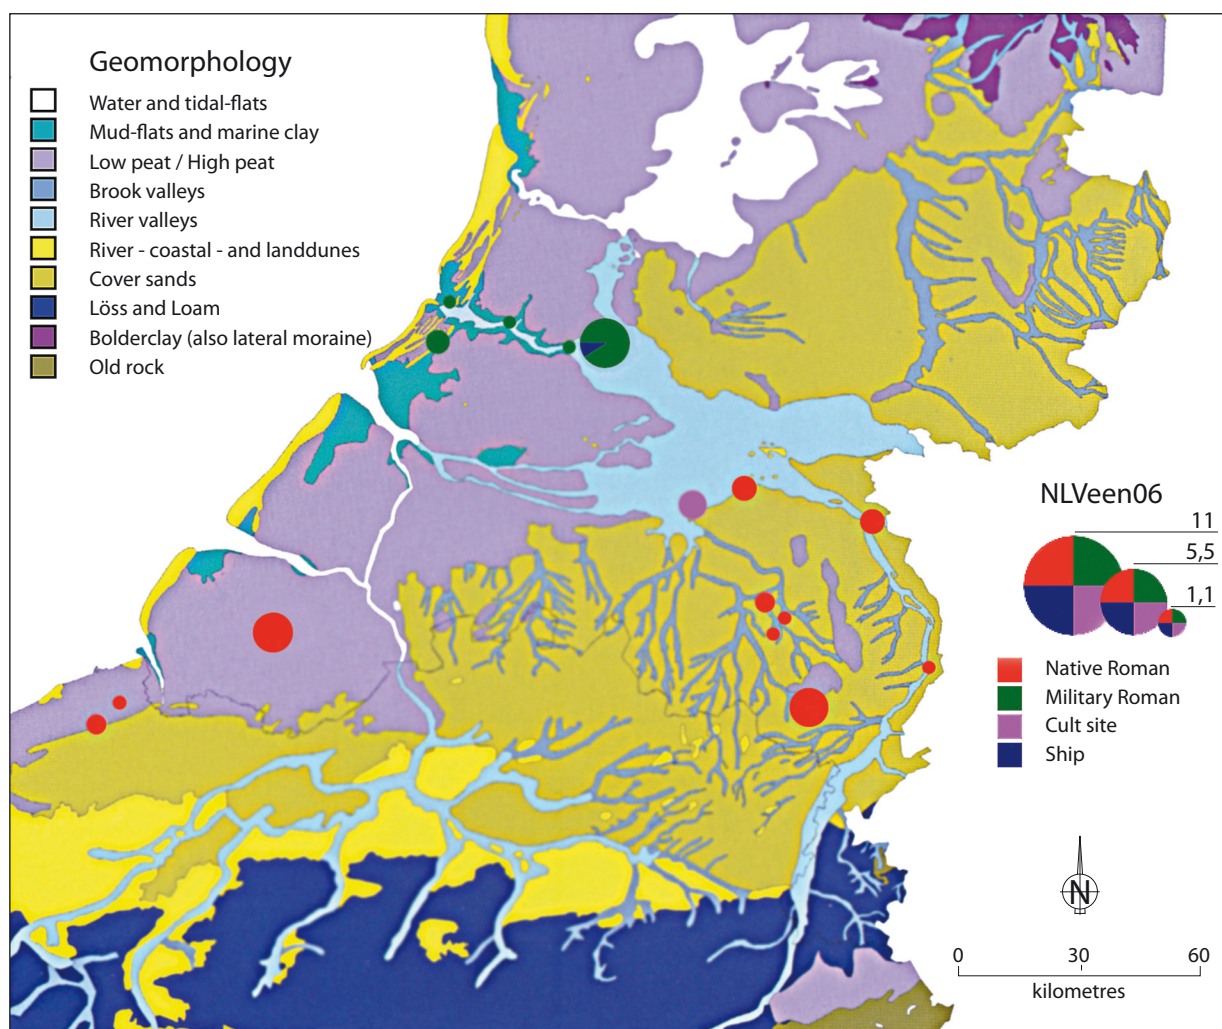 Geomorphology
Water and tidal-flats
Mud-flats and marine clay
Low peat / High peat
Brook valleys
River valleys
River - coastal - and landdunes
Cover sands
Löss and Loam
Bolderclay (also lateral moraine)
Old rock
NLVeen06
11
5,5
1,1
Native Roman
Military Roman
Cult site
Ship
N
0 30 60
kilometres